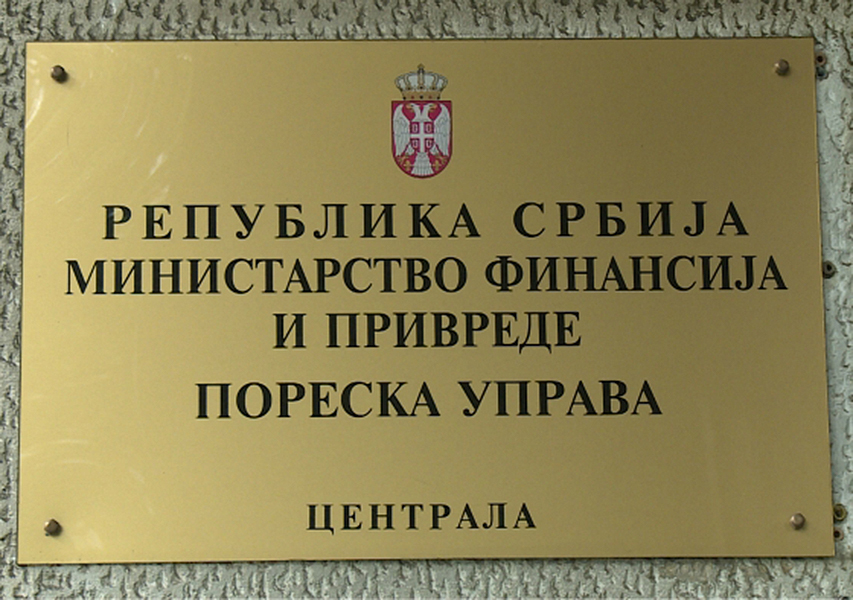 РЕПУБЛИКА СРБИЈА
МИНИСТАРСТВО ФИНАНСИЈА
И ПРИВРЕДЕ
ПОРЕСКА УПРАВА
ЦЕНТРАЛА